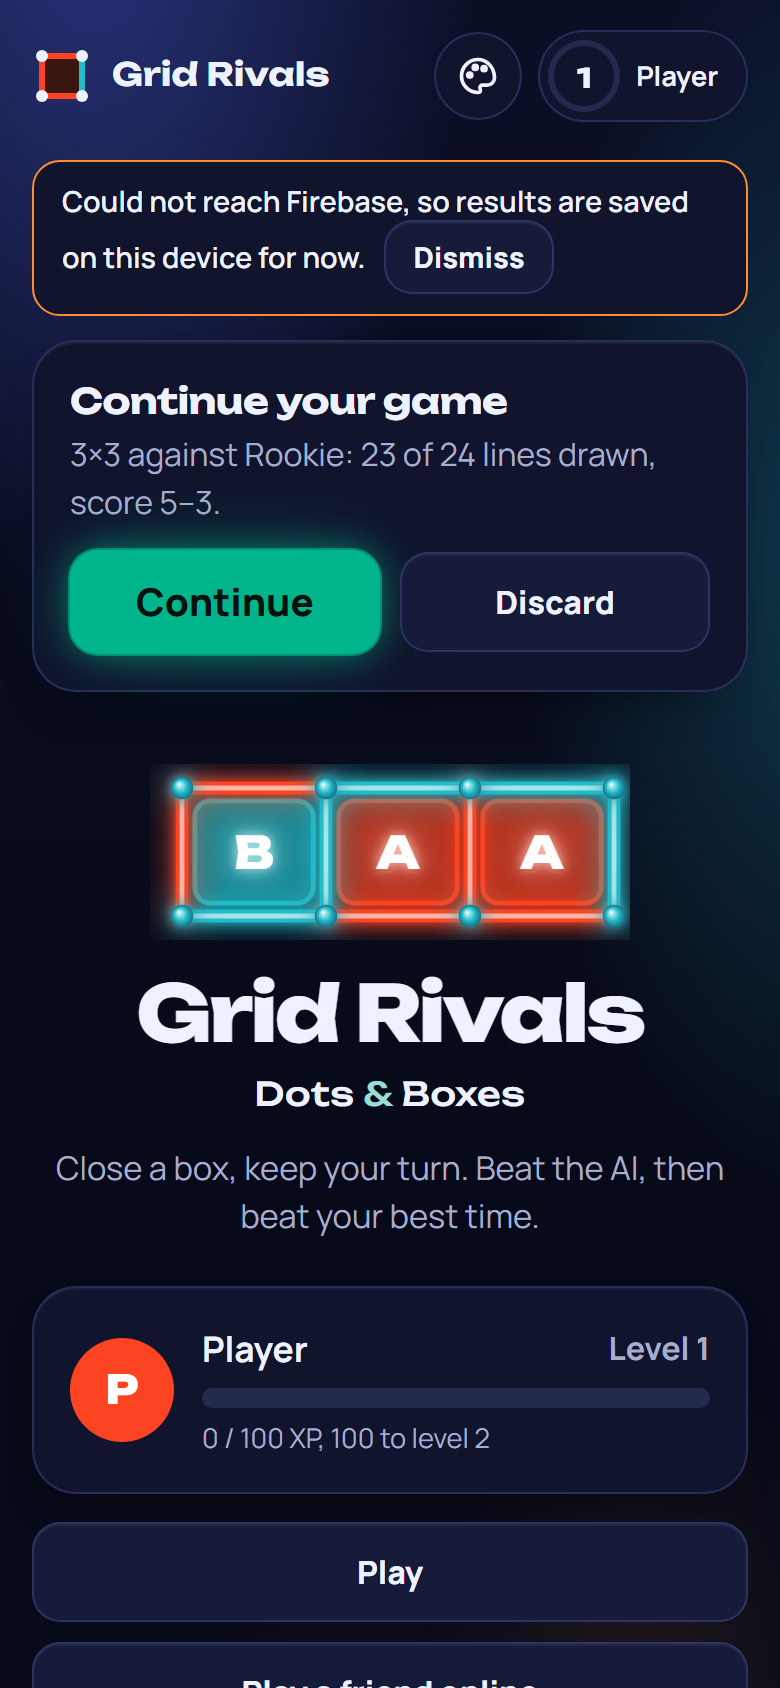 Grid Rivals
1
Player
Could not reach Firebase, so results are saved
on this device for now.
Dismiss
Continue your game
3×3 against Rookie: 23 of 24 lines drawn,
score 5–3.
Continue
Discard
B A A
Grid Rivals
Dots & Boxes
Close a box, keep your turn. Beat the AI, then
beat your best time.
P
Player
Level 1
0 / 100 XP, 100 to level 2
Play
Play a friend online